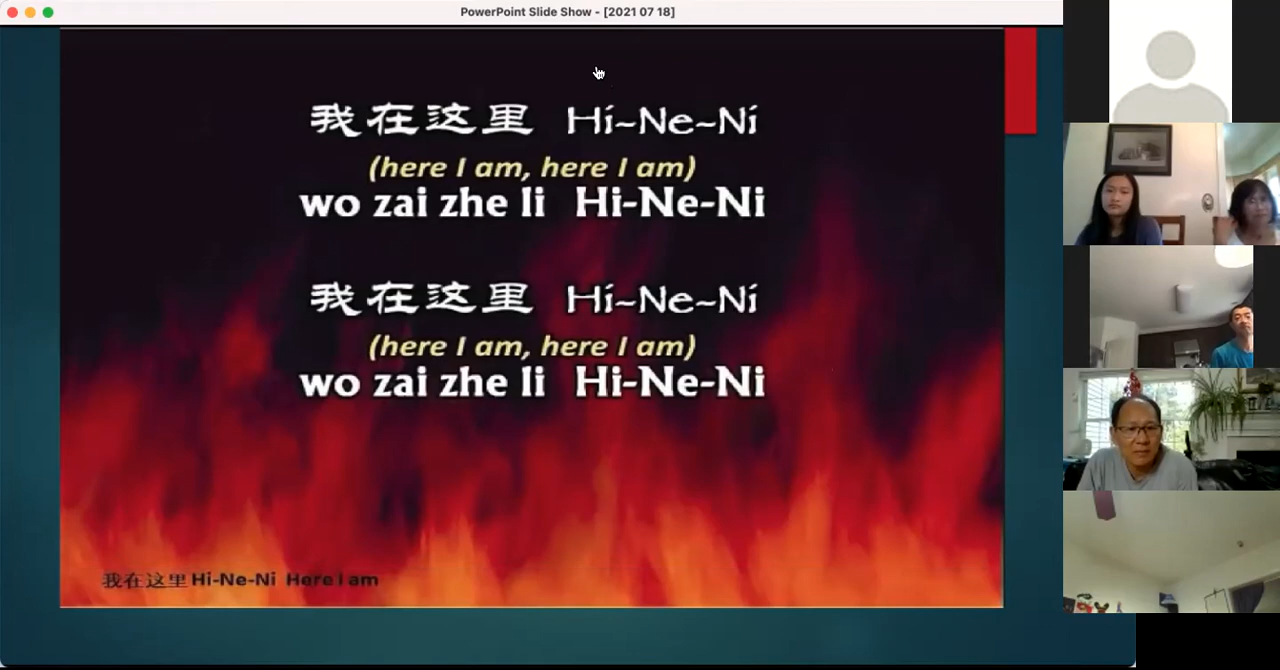 PowerPoint Slide Show - [2021 07 18]
我在这里 Hi-Ne-Ni
(here I am, here I am)
wo zai zhe li Hi-Ne-Ni
我在这里 Hi-Ne-Ni
(here I am, here I am)
wo zai zhe li Hi-Ne-Ni
我在这里 Hi-Ne-Ni Here I am